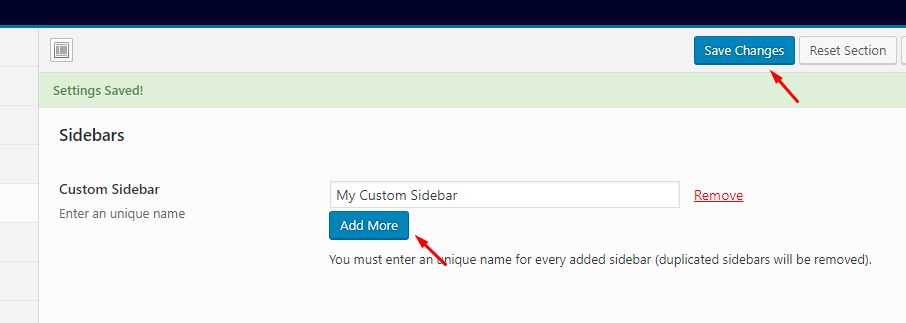 Save Changes
Reset Section
Settings Saved!
Sidebars
Custom Sidebar
My Custom Sidebar
Remove
Enter an unique name
Add More
You must enter an unique name for every added sidebar (duplicated sidebars will be removed).